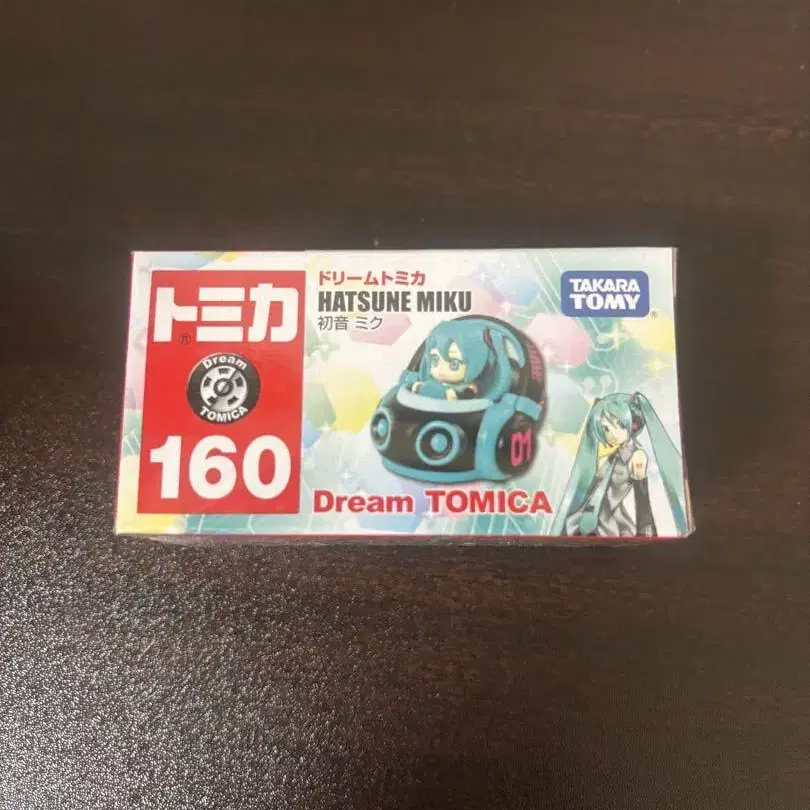 トミカ
®
Dream
TOMICA
160
ドリームトミカ
HATSUNE MIKU
初音 ミク
01
Dream TOMICA
TAKARA
TOMY
®